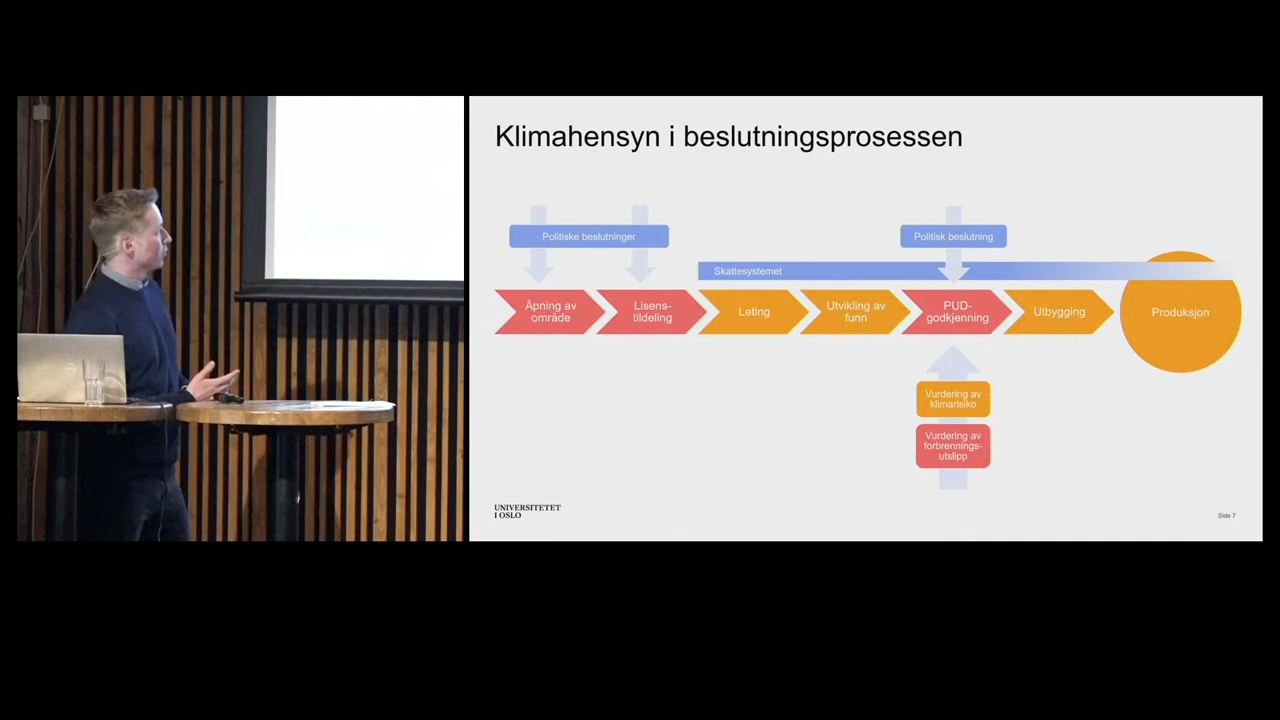 Klimahensyn i beslutningsprosessen
Politiske beslutninger
Politisk beslutning
Skattesystemet
Åpning av
område
Lisens-
tildeling
Leting
Utvikling av
funn
PUD-
godkjenning
Utbygging
Produksjon
Vurdering av
klimarisiko
Vurdering av
forbrennings-
utslipp
UNIVERSITETET
I OSLO
Side 7